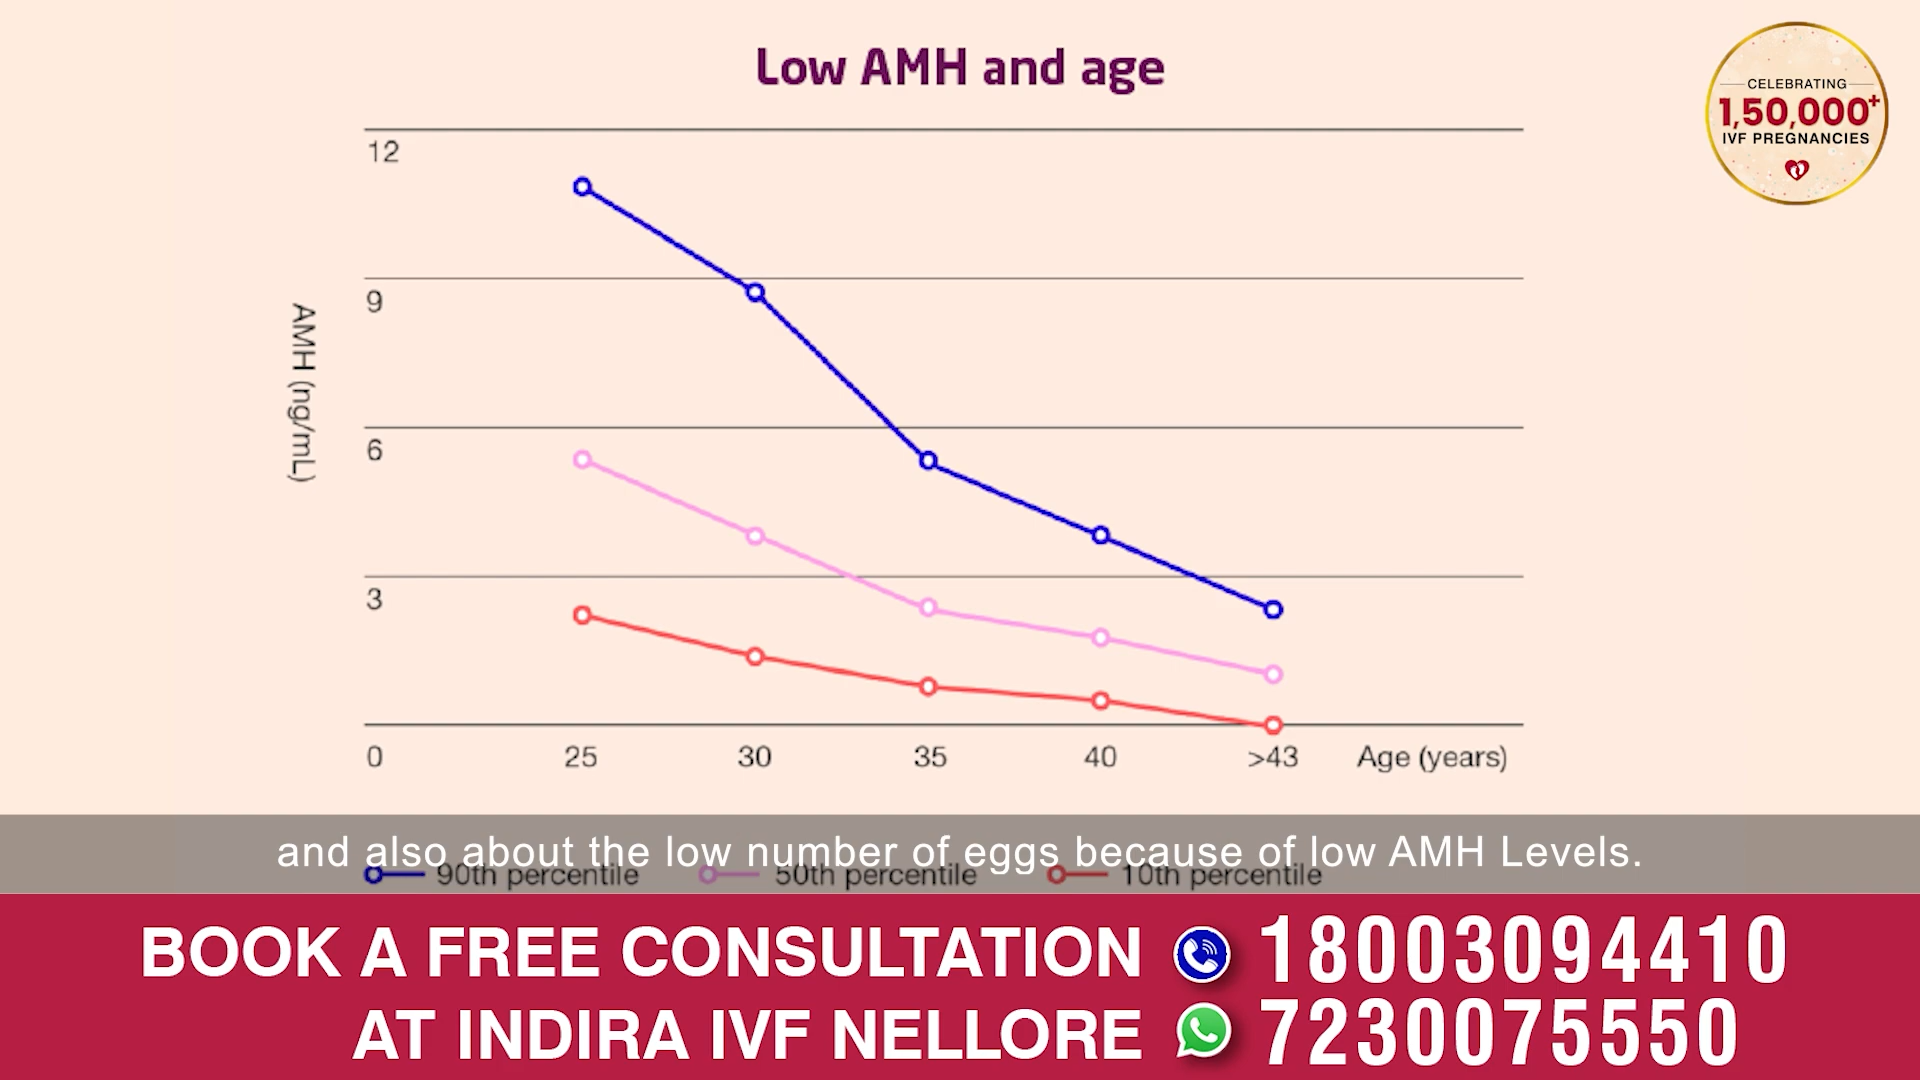 Low AMH and age
CELEBRATING
1,50,000+
IVF PREGNANCIES
12
9
6
3
AMH (ng/mL)
0 25 30 35 40 >43 Age (years)
and also about the low number of eggs because of low AMH Levels.
90th percentile 50th percentile 10th percentile
BOOK A FREE CONSULTATION 18003094410
AT INDIRA IVF NELLORE 7230075550